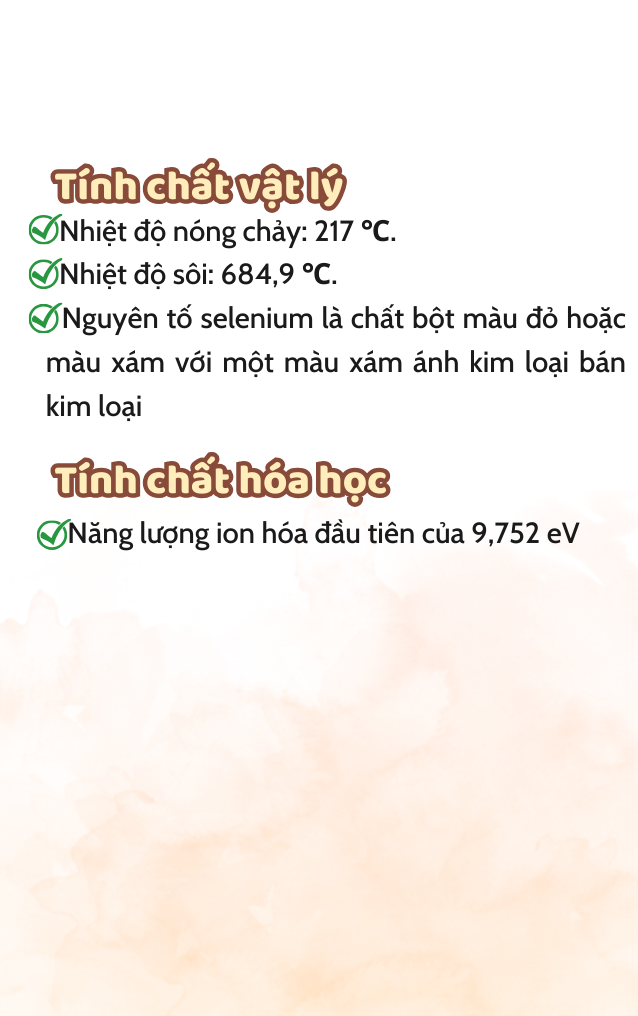 Tính chất vật lý
Nhiệt độ nóng chảy: 217 °C.
Nhiệt độ sôi: 684,9 °C.
Nguyên tố selenium là chất bột màu đỏ hoặc
màu xám với một màu xám ánh kim loại bán
kim loại
Tính chất hóa học
Năng lượng ion hóa đầu tiên của 9,752 eV